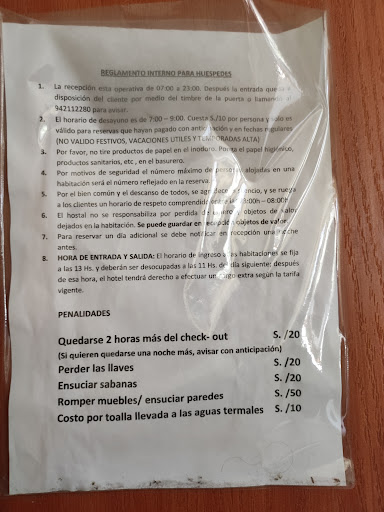 REGLAMENTO INTERNO PARA HUESPEDES
1. La recepción esta operativa de 07:00 a 23:00. Después la entrada queda a
disposición del cliente por medio del timbre de la puerta o llamando al
942112280 para avisar.
2. El horario de desayuno es de 7:00 – 9:00. Cuesta S./10 por persona y solo es
válido para reservas que hayan pagado con anticipación y en fechas regulares
(NO VALIDO FESTIVOS, VACACIONES UTILES Y TEMPORADAS ALTA)
3. Por favor, no tire productos de papel en el inodoro. Ponga el papel higiénico,
productos sanitarios, etc., en el basurero.
4. Por motivos de seguridad el número máximo de personas alojadas en una
habitación será el número reflejado en la reserva.
5. Por el bien común y el descanso de todos, se agradece silencio, y se ruega
a los clientes un horario de respeto comprendido entre las :00h – 08:00h
6. El hostal no se responsabiliza por perdida de dinero y objetos de valor
dejados en la habitación. Se puede guardar en recepción objetos de valor.
7. Para reservar un día adicional se debe notificar en recepción una noche
antes.
8. HORA DE ENTRADA Y SALIDA: El horario de ingreso a las habitaciones se fija
a las 13 Hs. y deberán ser desocupadas a las 11 Hs. del día siguiente: después
de esa hora, el hotel tendrá derecho a efectuar un cargo extra según la tarifa
vigente.
PENALIDADES
Quedarse 2 horas más del check- out S. /20
(Si quieren quedarse una noche más, avisar con anticipación)
Perder las llaves S. /20
Ensuciar sabanas S. /20
Romper muebles/ ensuciar paredes S. /50
Costo por toalla llevada a las aguas termales S. /10